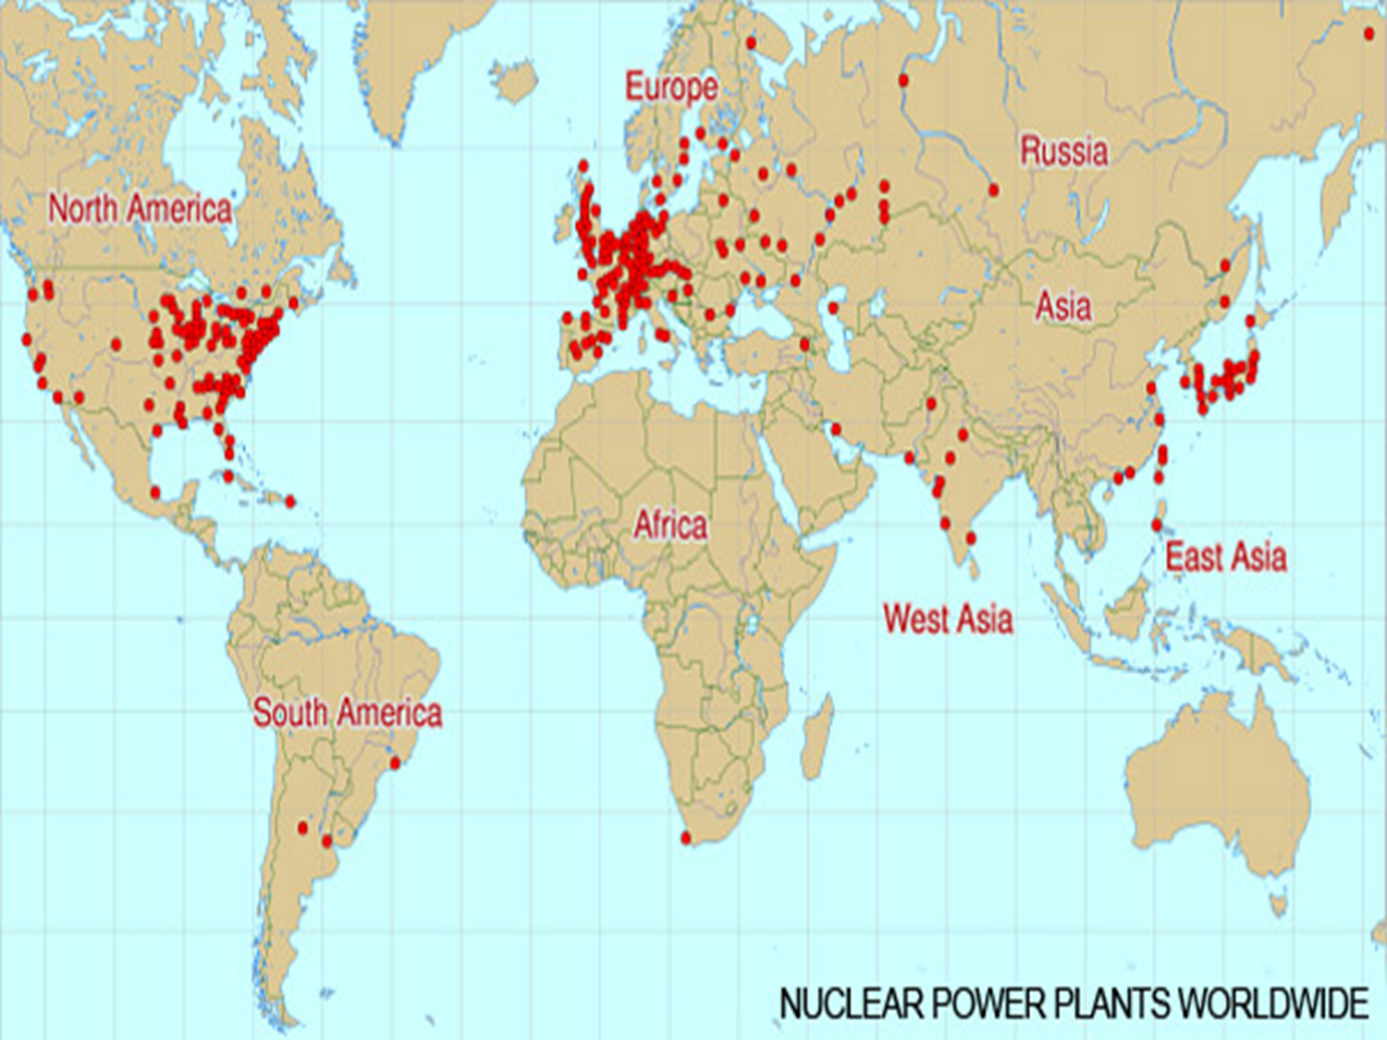 Europe
Russia
North America
Asia
Africa
East Asia
West Asia
South America
NUCLEAR POWER PLANTS WORLDWIDE